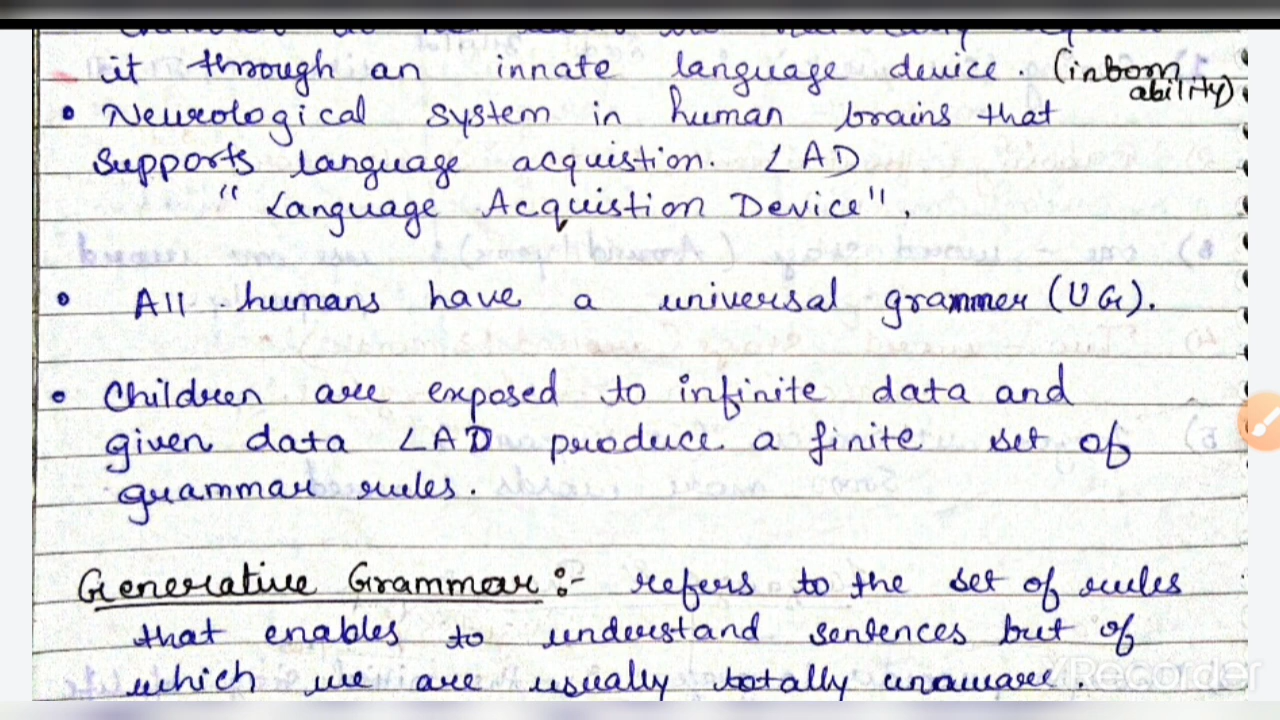 it through an innate language device. (inborn
ability)
• Neurological system in human brains that
supports language acquistion. LAD
" Language Acquistion Device".
• All humans have a universal grammer (UG).
• Children are exposed to infinite data and
given data LAD produce a finite set of
grammar rules.
Generative Grammar :- refers to the set of rules
that enables to understand sentences but of
which we are usually totally unaware.
XRecorder